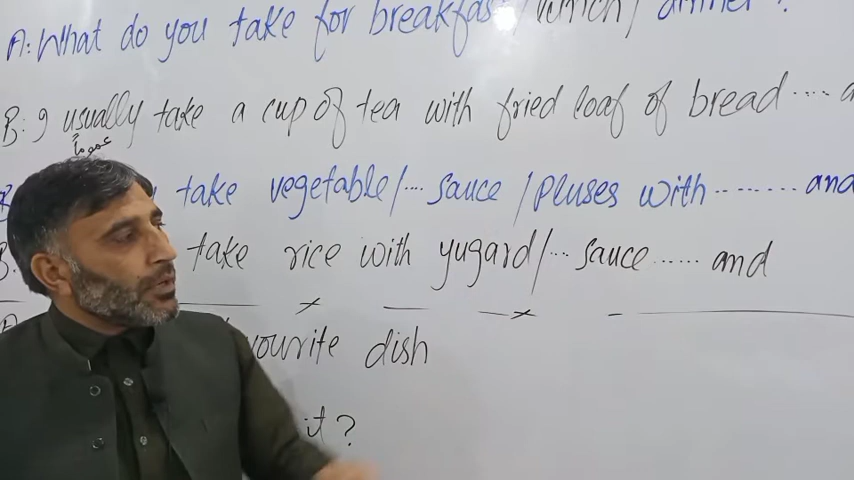 A: What do you take for breakfast / lunch / dinner ?
B: I usually take a cup of tea with fried loaf of bread ....
عموماً
take vegetable/... sauce / pluses with ........ and
B. take rice with yugard/... sauce ...... and
vourite dish
it?